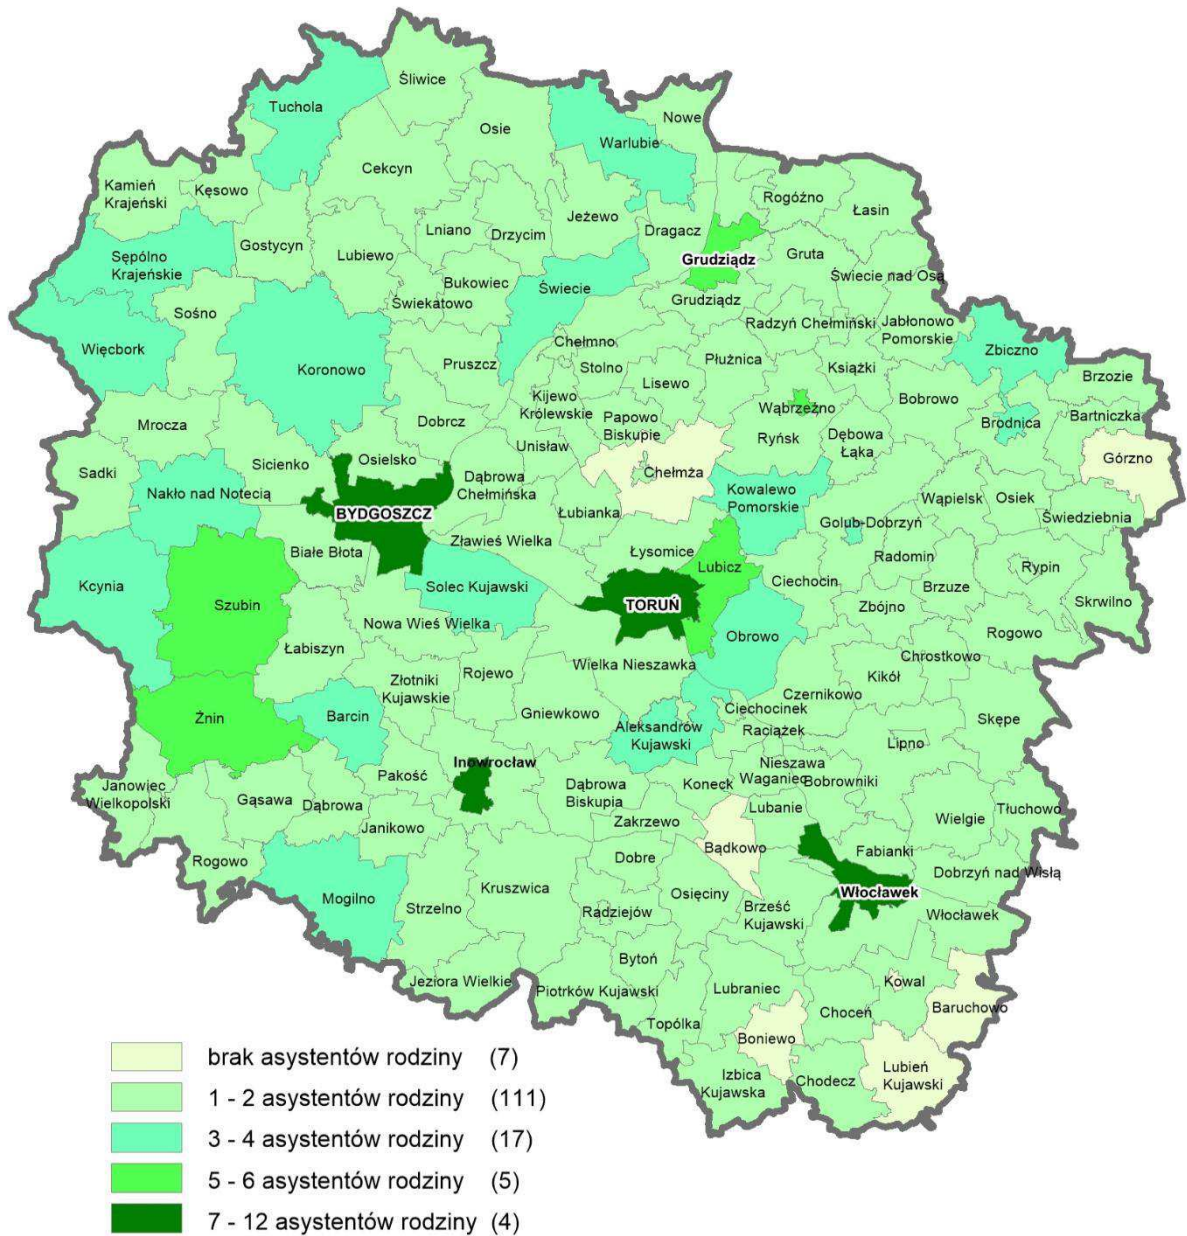 Śliwice
Tuchola
Nowe
Osie
Warlubie
Cekcyn
Kamień
Krajeński
Kęsowo
Rogóźno
Łasin
Jeżewo
Lniano
Drzycim
Dragacz
Gostycyn
Lubiewo
Gruta
Sępólno
Krajeńskie
Grudziądz
Świecie nad Osą
Bukowiec
Świecie
Świekatowo
Grudziądz
Sośno
Radzyń Chełmiński
Jabłonowo
Pomorskie
Chełmno
Więcbork
Zbiczno
Koronowo
Pruszcz
Stolno
Płużnica
Książki
Brzozie
Lisewo
Kijewo
Królewskie
Bobrowo
Wąbrzeźno
Bartniczka
Dobrcz
Papowo
Biskupie
Brodnica
Mrocza
Unisław
Ryńsk
Dębowa
Łąka
Górzno
Sadki
Sicienko
Osielsko
Dąbrowa
Chełmińska
Chełmża
Nakło nad Notecią
Kowalewo
Pomorskie
Wąpielsk
Osiek
BYDGOSZCZ
Łubianka
Świedziebnia
Golub-Dobrzyń
Zławieś Wielka
Białe Błota
Łysomice
Radomin
Rypin
Lubicz
Kcynia
Solec Kujawski
Ciechocin
Brzuze
Szubin
TORUŃ
Skrwilno
Zbójno
Nowa Wieś Wielka
Rogowo
Obrowo
Łabiszyn
Chrostkowo
Wielka Nieszawka
Złotniki
Kujawskie
Rojewo
Kikół
Czernikowo
Ciechocinek
Żnin
Barcin
Gniewkowo
Skępe
Aleksandrów
Kujawski
Raciążek
Lipno
Inowrocław
Nieszawa
Pakość
Waganiec
Bobrowniki
Janowiec
Wielkopolski
Dąbrowa
Biskupia
Koneck
Gąsawa
Dąbrowa
Lubanie
Tłuchowo
Zakrzewo
Wielgie
Janikowo
Bądkowo
Fabianki
Rogowo
Dobre
Dobrzyń nad Wisłą
Kruszwica
Osięciny
Włocławek
Mogilno
Strzelno
Radziejów
Brześć
Kujawski
Włocławek
Bytoń
Jeziora Wielkie
Kowal
Piotrków Kujawski
Lubraniec
Baruchowo
Choceń
Topólka
Boniewo
Lubień
Kujawski
Izbica
Kujawska
Chodecz
brak asystentów rodziny (7)
1 - 2 asystentów rodziny (111)
3 - 4 asystentów rodziny (17)
5 - 6 asystentów rodziny (5)
7 - 12 asystentów rodziny (4)